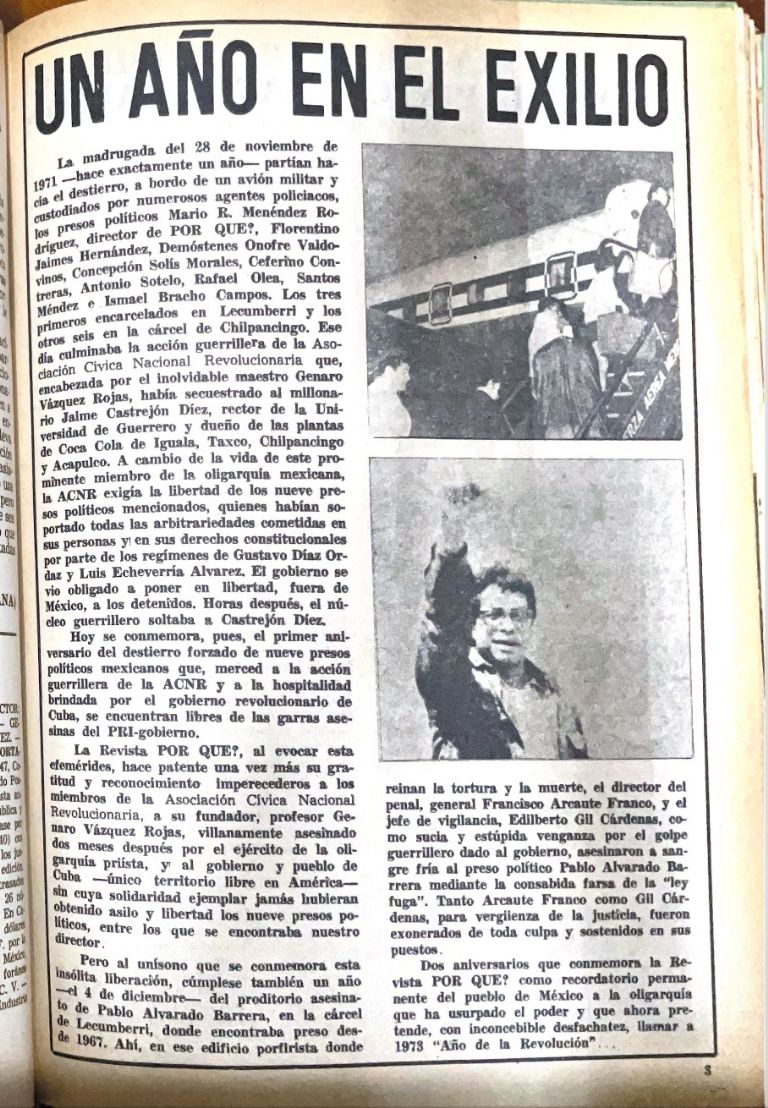 UN AÑO EN EL EXILIO
La madrugada del 28 de noviembre de
1971 —hace exactamente un año— partían ha-
cia el destierro, a bordo de un avión militar y
custodiados por numerosos agentes policiacos,
los presos políticos Mario R. Menéndez Ro-
dríguez, director de POR QUE?, Florentino
Jaimes Hernández, Demóstenes Onofre Valdo-
vinos, Concepción Solís Morales, Ceferino Con-
treras, Antonio Sotelo, Rafael Olea, Santos
Méndez e Ismael Bracho Campos. Los tres
primeros encarcelados en Lecumberri y los
otros seis en la cárcel de Chilpancingo. Ese
día culminaba la acción guerrillera de la Aso-
ciación Cívica Nacional Revolucionaria que,
encabezada por el inolvidable maestro Genaro
Vázquez Rojas, había secuestrado al millona-
rio Jaime Castrejón Díez, rector de la Uni-
versidad de Guerrero y dueño de las plantas
de Coca Cola de Iguala, Taxco, Chilpancingo
y Acapulco. A cambio de la vida de este pro-
minente miembro de la oligarquía mexicana,
la ACNR exigía la libertad de los nueve pre-
sos políticos mencionados, quienes habían so-
portado todas las arbitrariedades cometidas en
sus personas y en sus derechos constitucionales
por parte de los regímenes de Gustavo Díaz Or-
daz y Luis Echeverría Alvarez. El gobierno se
vio obligado a poner en libertad, fuera de
México, a los detenidos. Horas después, el nú-
cleo guerrillero soltaba a Castrejón Díez.
Hoy se conmemora, pues, el primer ani-
versario del destierro forzado de nueve presos
políticos mexicanos que, merced a la acción
guerrillera de la ACNR y a la hospitalidad
brindada por el gobierno revolucionario de
Cuba, se encuentran libres de las garras ase-
sinas del PRI-gobierno.
La Revista POR QUE?, al evocar esta
efemérides, hace patente una vez más su gra-
titud y reconocimiento imperecederos a los
miembros de la Asociación Cívica Nacional
Revolucionaria, a su fundador, profesor Ge-
naro Vázquez Rojas, villanamente asesinado
dos meses después por el ejército de la oli-
garquía priísta, y al gobierno y pueblo de
Cuba —único territorio libre en América—
sin cuya solidaridad ejemplar jamás hubieran
obtenido asilo y libertad los nueve presos po-
líticos, entre los que se encontraba nuestro
director.
Pero al unísono que se conmemora esta
insólita liberación, cúmplese también un año
—el 4 de diciembre— del proditorio asesina-
to de Pablo Alvarado Barrera, en la cárcel
de Lecumberri, donde encontraba preso des-
de 1967. Ahí, en ese edificio porfirista donde
FUERZA AEREA
reinan la tortura y la muerte, el director del
penal, general Francisco Arcaute Franco, y el
jefe de vigilancia, Edilberto Gil Cárdenas, co-
mo sucia y estúpida venganza por el golpe
guerrillero dado al gobierno, asesinaron a san-
gre fría al preso político Pablo Alvarado Ba-
rrera mediante la consabida farsa de la "ley
fuga". Tanto Arcaute Franco como Gil Cár-
denas, para vergüenza de la justicia, fueron
exonerados de toda culpa y sostenidos en sus
puestos.
Dos aniversarios que conmemora la Re-
vista POR QUE? como recordatorio perma-
nente del pueblo de México a la oligarquía
que ha usurpado el poder y que ahora pre-
tende, con inconcebible desfachatez, llamar a
1973 "Año de la Revolución"...
3